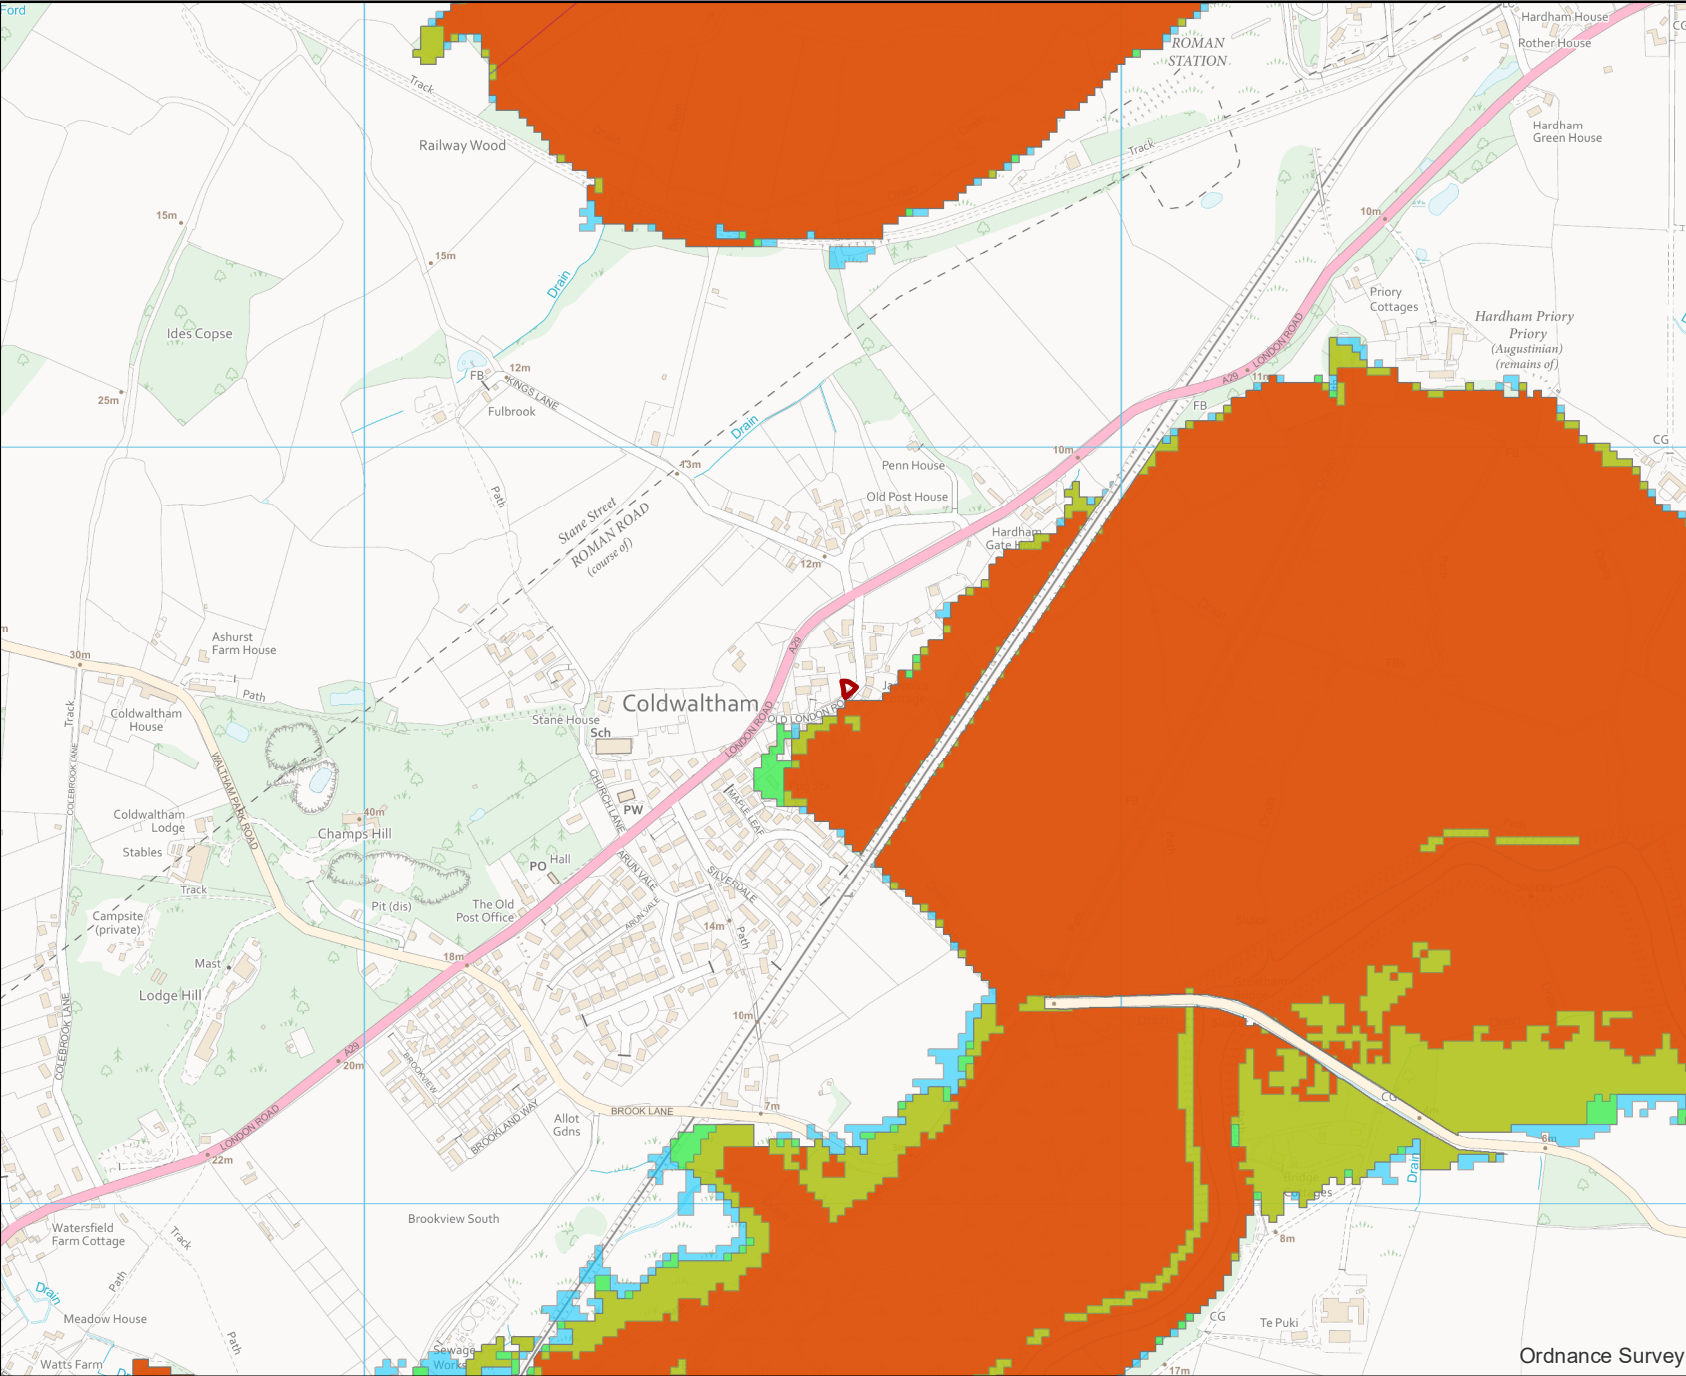 Ford
ROMAN
STATION
Hardham House
Rother House
CG
Track
Railway Wood
Track
Hardham
Green House
15m
10m
15m
Drain
Priory
Cottages
Ides Copse
Hardham Priory
Priory
(Augustinian)
(remains of)
LONDON ROAD
A29
11m
FB
12m
KINGS LANE
Fulbrook
25m
FB
Drain
10m
CG
13m
Penn House
Path
Old Post House
Stane Street
ROMAN ROAD
(course of)
Hardham
Gate H
12m
Ashurst
Farm House
30m
A29
Path
Coldwaltham
OLD LONDON RO
Coldwaltham
House
Track
Stane House
Sch
LONDON ROAD
COLEBROOK LANE
WALTHAM PARK ROAD
CHURCH LANE
MAPLE LEAF
PW
40m
Champs Hill
Coldwaltham
Lodge
Stables
PO
Hall
ARUN VALE
SILVERDALE
Track
Pit (dis)
The Old
Post Office
Campsite
(private)
ARUN VALE
14m
Path
18m
Mast
Lodge Hill
10m
COLEBROOK LANE
A29
20m
BROOKVIEW
CG
BROOK LANE
7m
Allot
Gdns
BROOKLAND WAY
LONDON ROAD
22m
6m
Drain
Bridge
Cottages
Brookview South
Watersfield
Farm Cottage
Track
8m
Path
Drain
Meadow House
CG
Te Puki
Path
Sewage
Works
Watts Farm
17m
Ordnance Survey